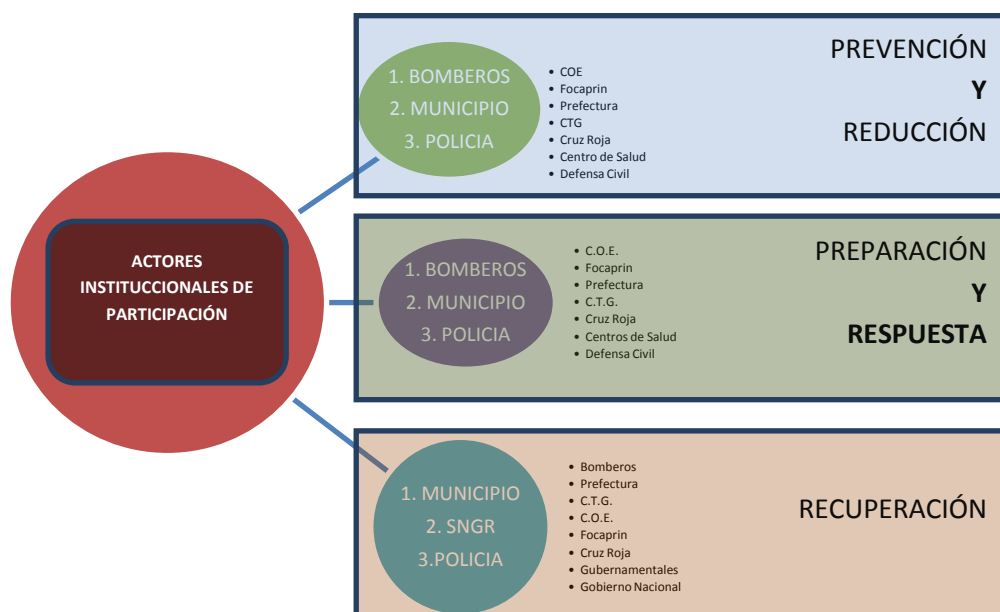 ACTORES
INSTITUCCIONALES DE
PARTICIPACIÓN
1. BOMBEROS
2. MUNICIPIO
3. POLICIA
• COE
• Focaprin
• Prefectura
• CTG
• Cruz Roja
• Centro de Salud
• Defensa Civil
PREVENCIÓN
Y
REDUCCIÓN
1. BOMBEROS
2. MUNICIPIO
3. POLICIA
• C.O.E.
• Focaprin
• Prefectura
• C.T.G.
• Cruz Roja
• Centros de Salud
• Defensa Civil
PREPARACIÓN
Y
RESPUESTA
1. MUNICIPIO
2. SNGR
3.POLICIA
• Bomberos
• Prefectura
• C.T.G.
• C.O.E.
• Focaprin
• Cruz Roja
• Gubernamentales
• Gobierno Nacional
RECUPERACIÓN